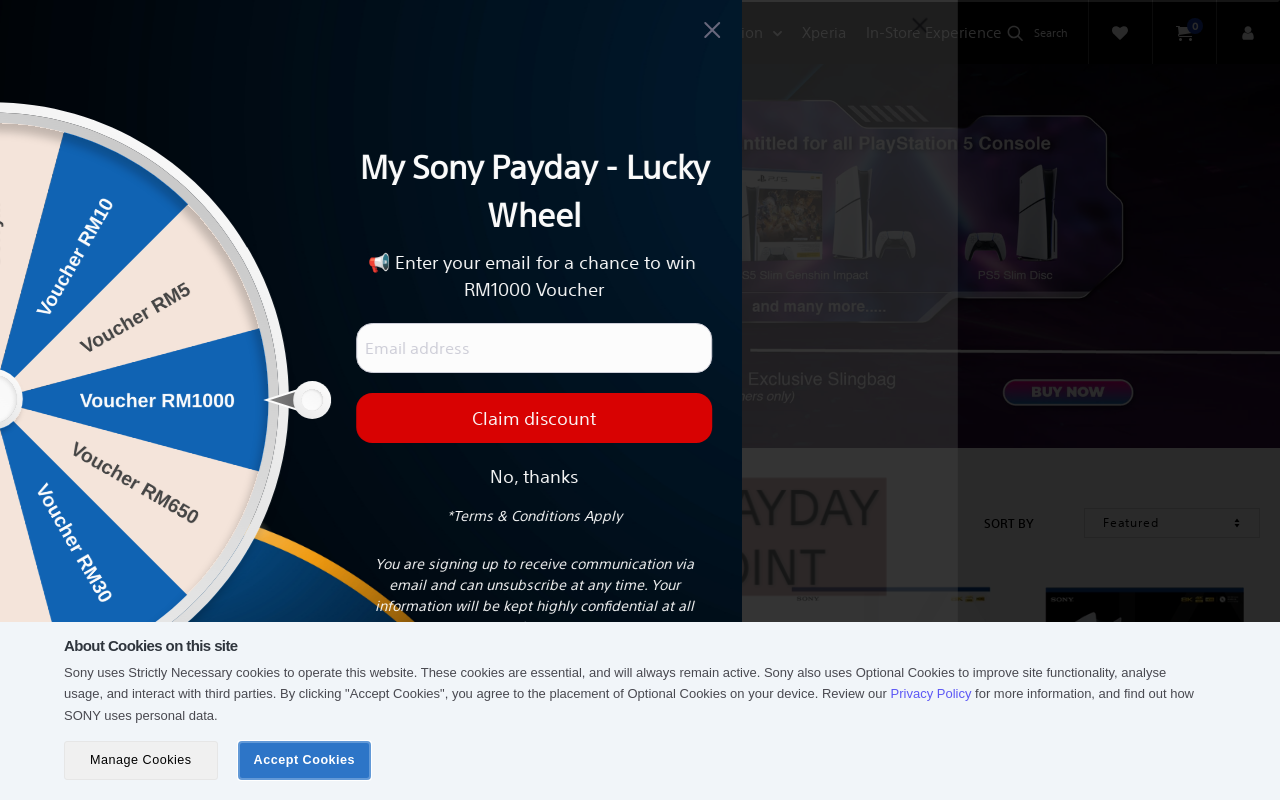 Xperia
In-Store Experience
Search
0
entitled for all PlayStation 5 Console
PS5 Slim Genshin Impact
PS5 Slim Disc
and many more.....
Exclusive Slingbag
BUY NOW
My Sony Payday - Lucky
Wheel
📢 Enter your email for a chance to win
RM1000 Voucher
Email address
Claim discount
No, thanks
*Terms & Conditions Apply
You are signing up to receive communication via
email and can unsubscribe at any time. Your
information will be kept highly confidential at all
Voucher RM10
Voucher RM5
Voucher RM1000
Voucher RM650
Voucher RM30
PAYDAY
SORT BY
Featured
SONY
SONY
About Cookies on this site
Sony uses Strictly Necessary cookies to operate this website. These cookies are essential, and will always remain active. Sony also uses Optional Cookies to improve site functionality, analyse
usage, and interact with third parties. By clicking "Accept Cookies", you agree to the placement of Optional Cookies on your device. Review our Privacy Policy for more information, and find out how
SONY uses personal data.
Manage Cookies
Accept Cookies